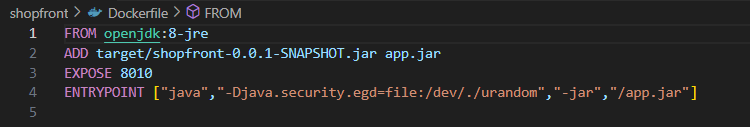 shopfront > Dockerfile > FROM
1 FROM openjdk:8-jre
2 ADD target/shopfront-0.0.1-SNAPSHOT.jar app.jar
3 EXPOSE 8010
4 ENTRYPOINT ["java","-Djava.security.egd=file:/dev/./urandom","-jar","/app.jar"]
5